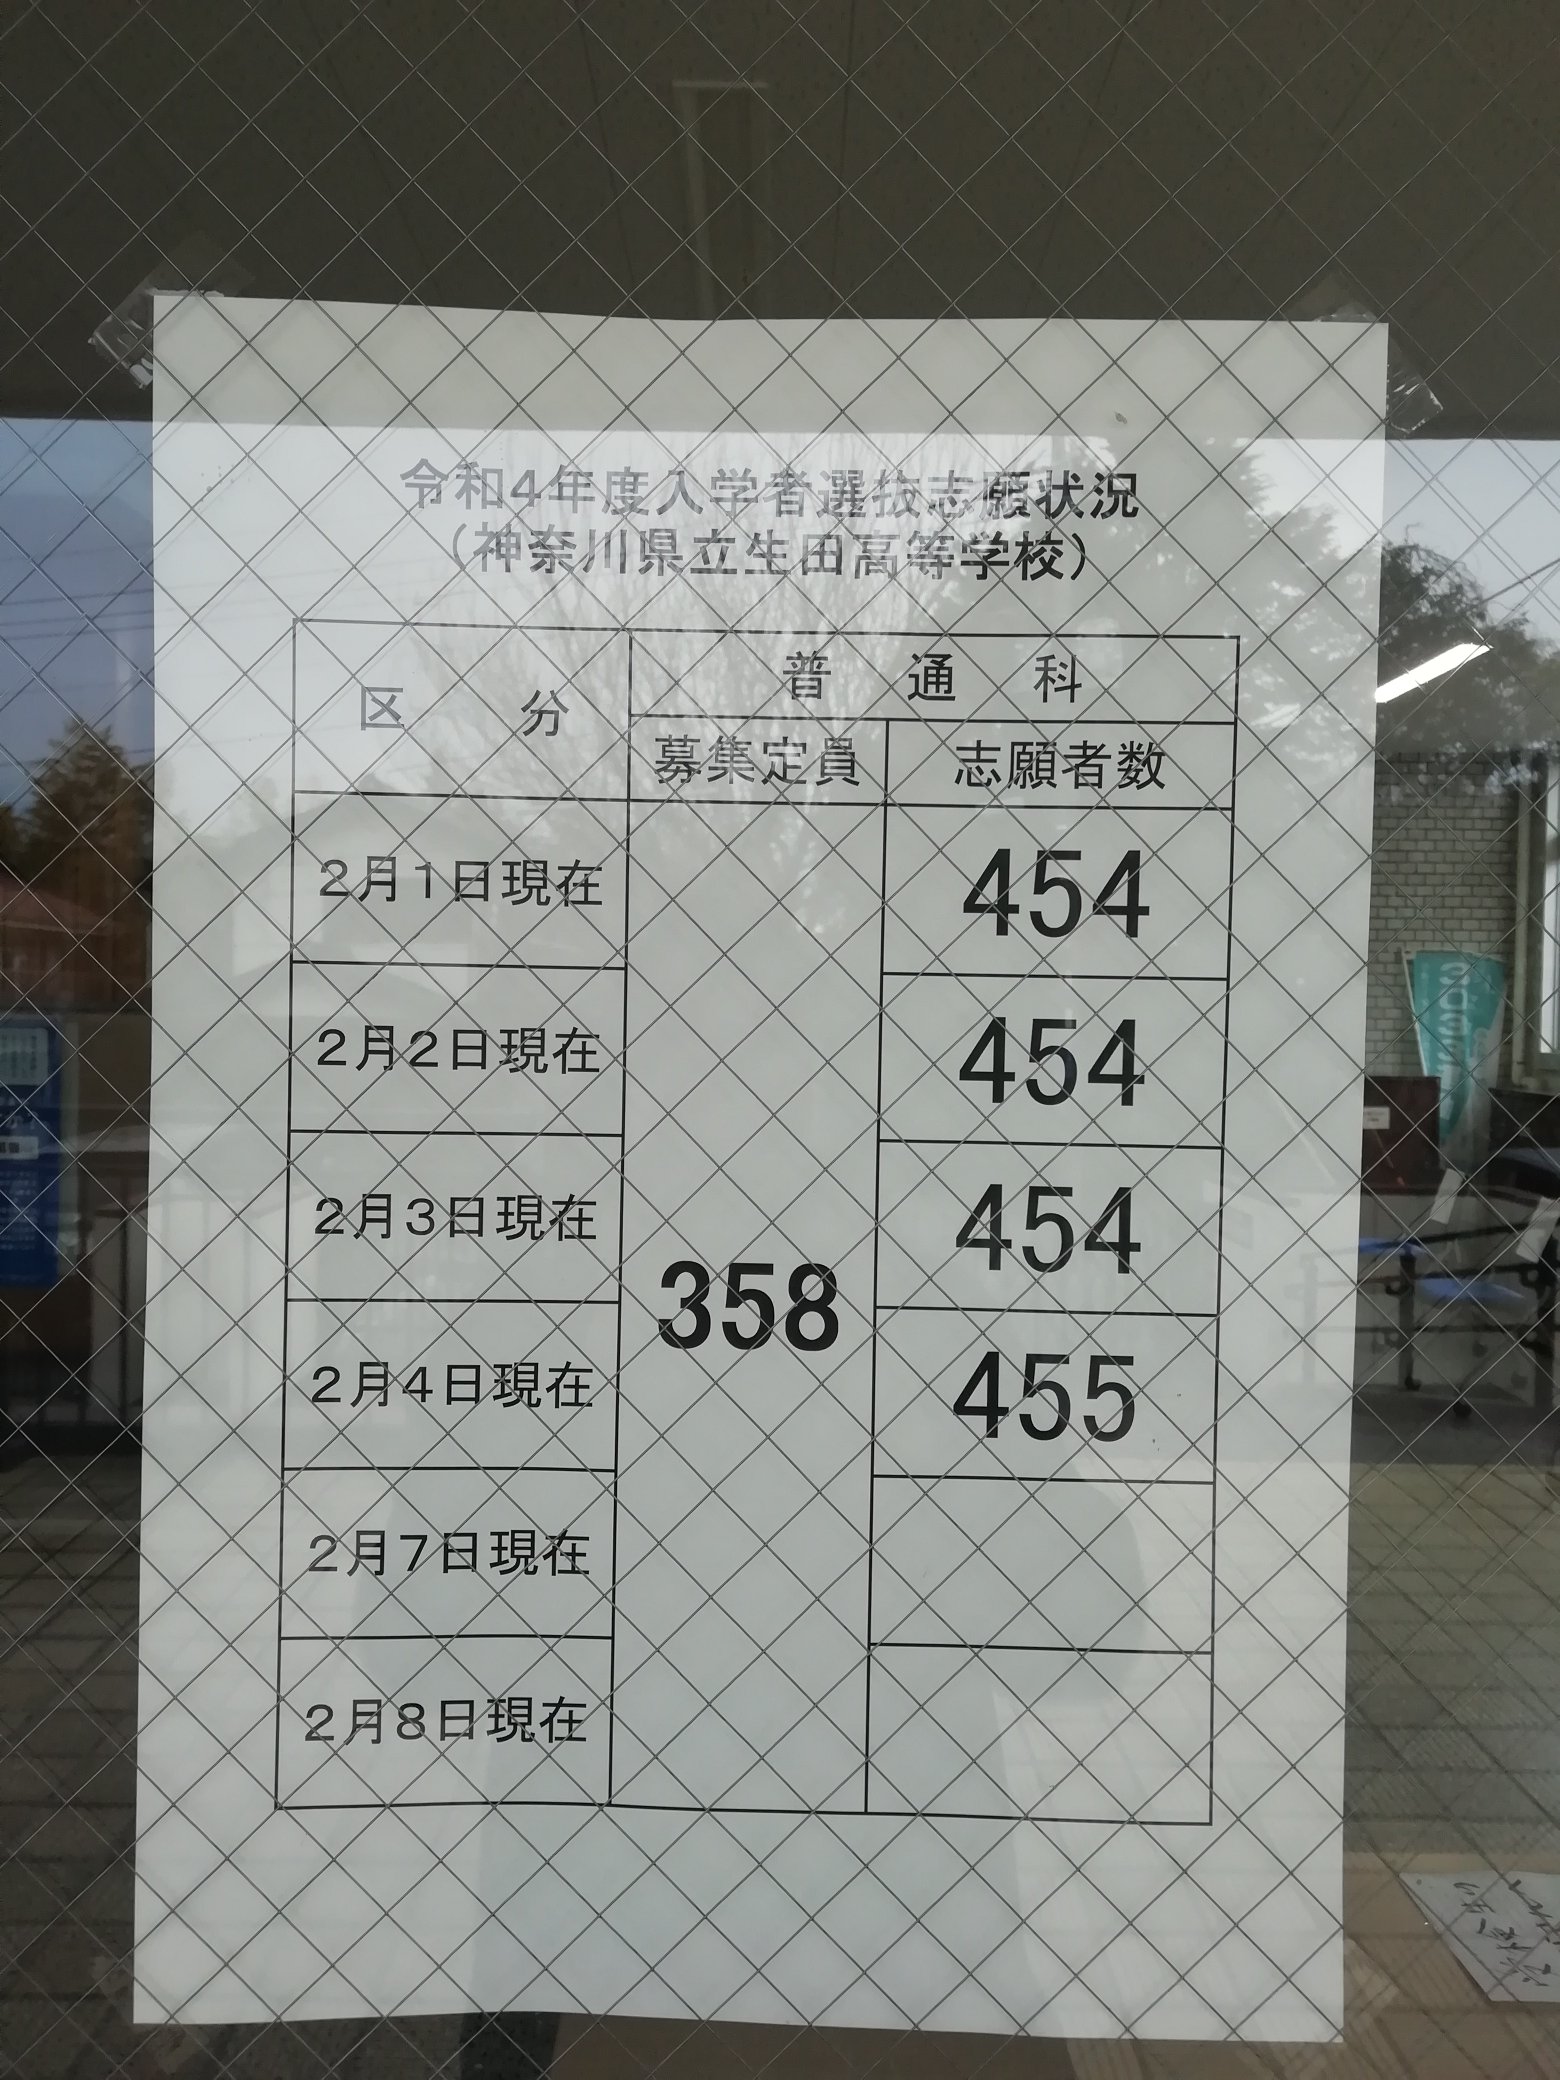 令和4年度入学者選抜志願状況
（神奈川県立生田高等学校）
区　分 普　通　科
募集定員 志願者数
2月1日現在 454
2月2日現在 454
2月3日現在 454
358
2月4日現在 455
2月7日現在
2月8日現在